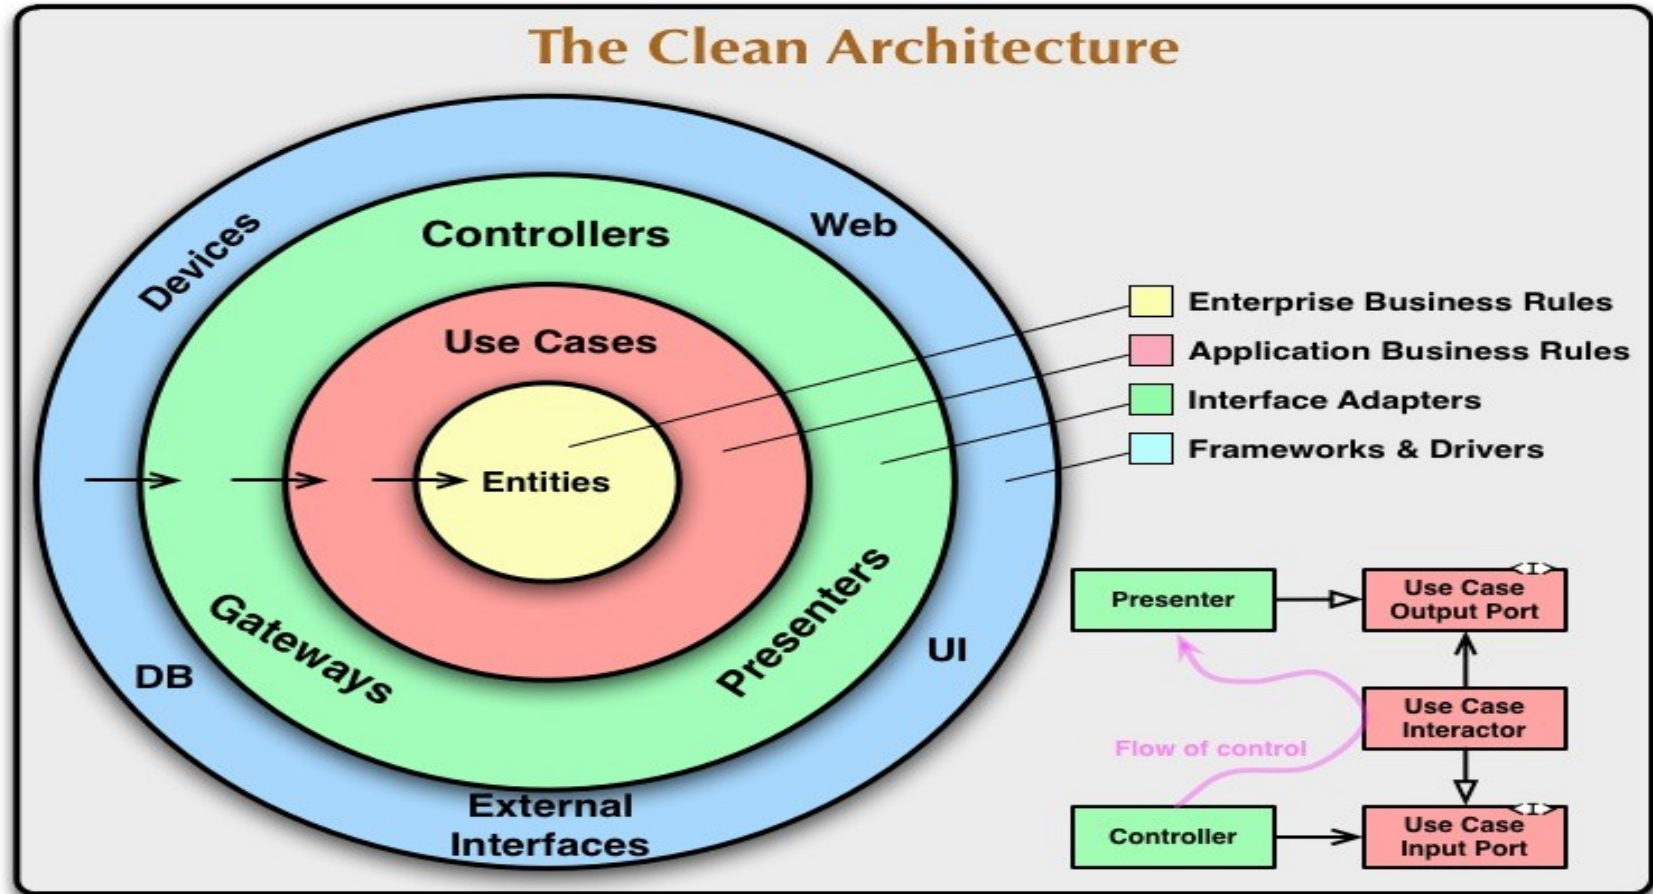 The Clean Architecture
Devices
Controllers
Web
Use Cases
Entities
Gateways
Presenters
DB
UI
External
Interfaces
Enterprise Business Rules
Application Business Rules
Interface Adapters
Frameworks & Drivers
Presenter
<I>
Use Case
Output Port
Use Case
Interactor
Flow of control
Controller
<I>
Use Case
Input Port